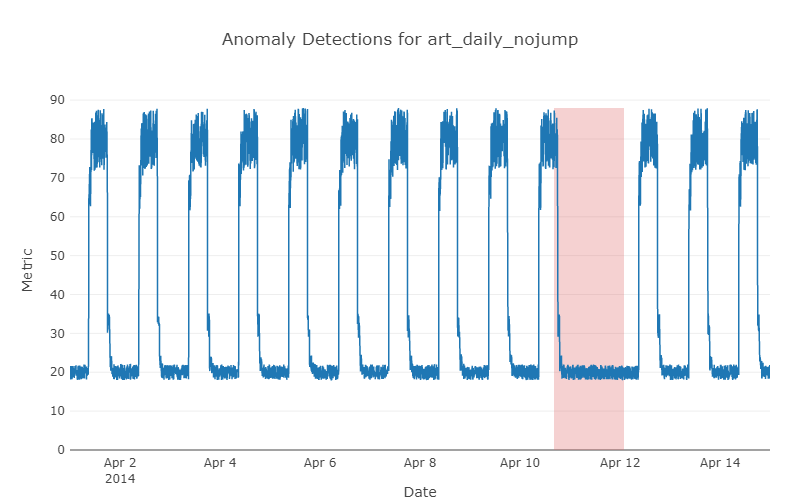 Anomaly Detections for art_daily_nojump
90
80
70
60
50
40
30
20
10
0
Metric
Apr 2
2014
Apr 4
Apr 6
Apr 8
Apr 10
Apr 12
Apr 14
Date